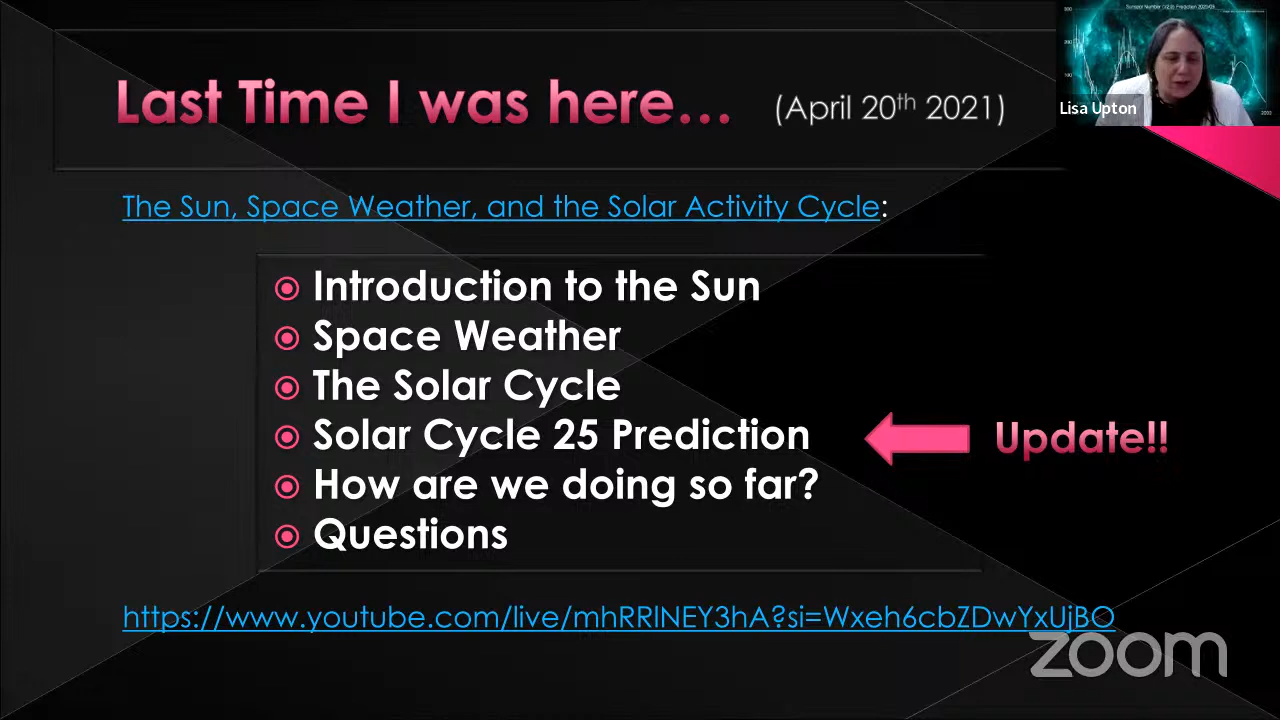 Last Time I was here... (April 20th 2021)
Lisa Upton
The Sun, Space Weather, and the Solar Activity Cycle:
Introduction to the Sun
Space Weather
The Solar Cycle
Solar Cycle 25 Prediction
Update!!
How are we doing so far?
Questions
https://www.youtube.com/live/mhRRlNEY3hA?si=Wxeh6cbZDwYxUjBO
zoom